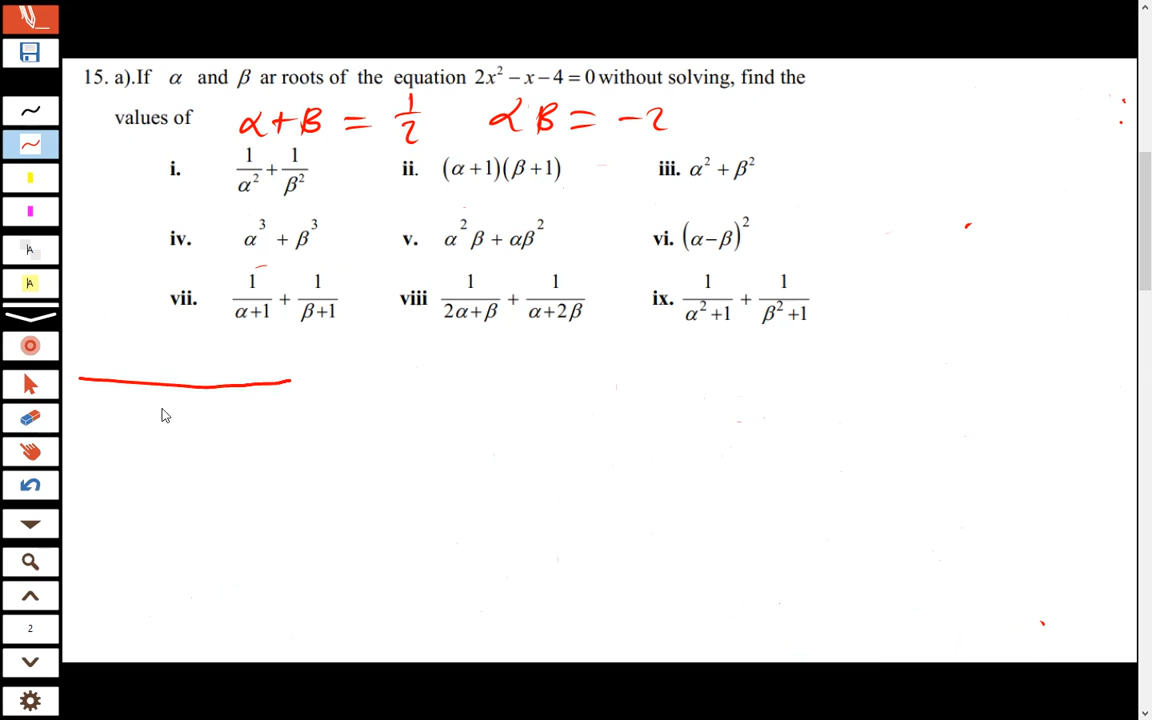 15. a).If α and β ar roots of the equation 2x² − x − 4 = 0 without solving, find the
values of α + β = 1/2 αβ = −2
i. 1/α² + 1/β² ii. (α+1)(β+1) iii. α² + β²
iv. α³ + β³ v. α²β + αβ² vi. (α−β)²
vii. 1/(α+1) + 1/(β+1) viii 1/(2α+β) + 1/(α+2β) ix. 1/(α²+1) + 1/(β²+1)
A
A
2